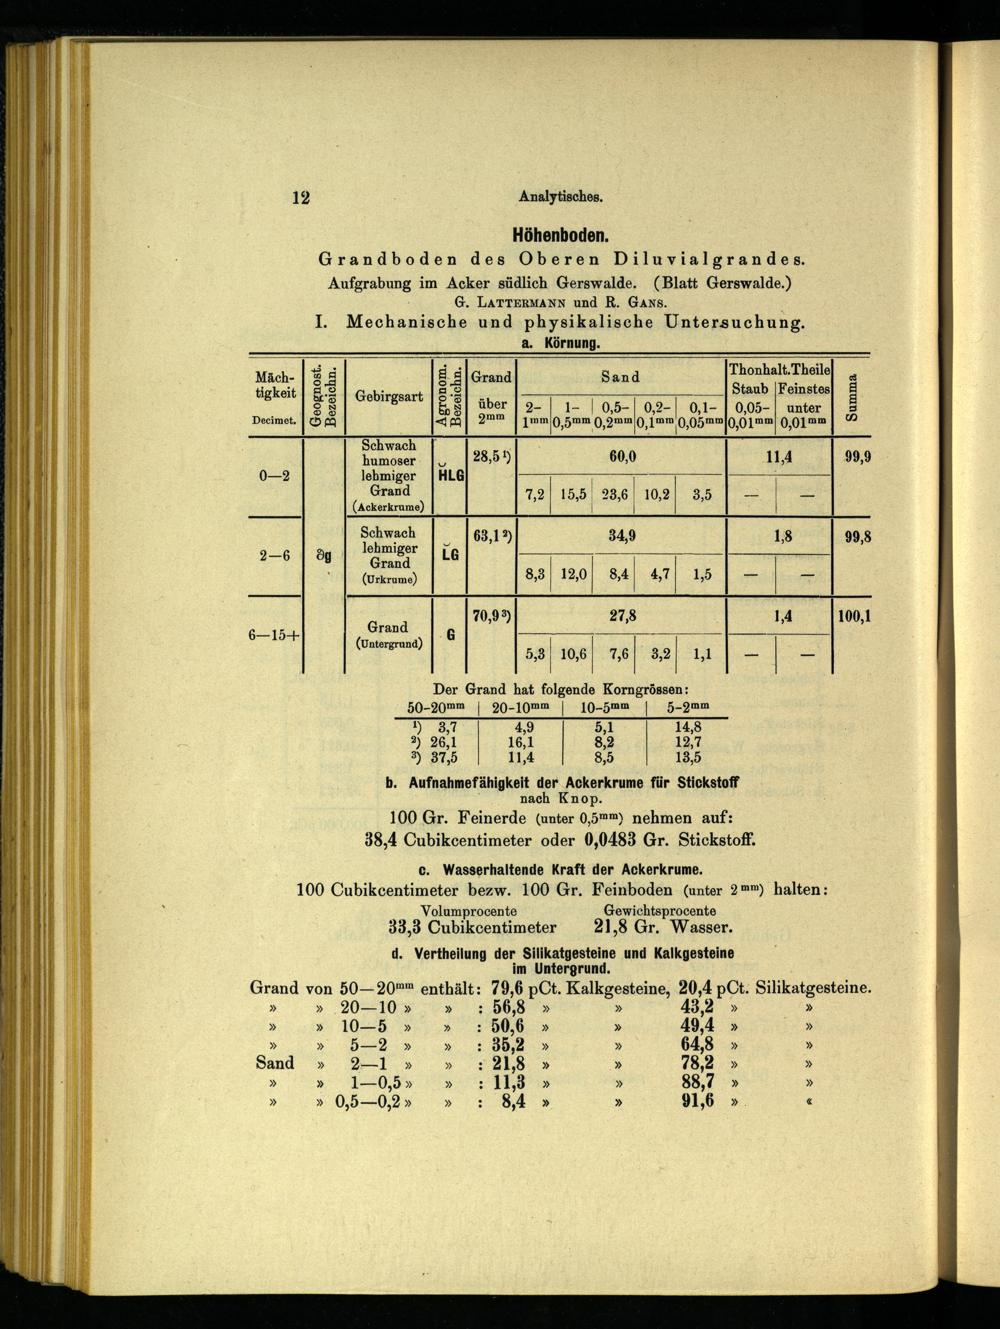 12 Analytisches.
Höhenboden.
Grandboden des Oberen Diluvialgrandes.
Aufgrabung im Acker südlich Gerswalde. (Blatt Gerswalde.)
G. LATTERMANN und R. GANS.
I. Mechanische und physikalische Untersuchung.
a. Körnung.
Mäch-tigkeit Decimet. | Geognost. Bezeichn. | Gebirgsart | Agronom. Bezeichn. | Grand über 2mm | Sand | Thonhalt.Theile | Summa
2-1mm | 1-0,5mm | 0,5-0,2mm | 0,2-0,1mm | 0,1-0,05mm | Staub 0,05-0,01mm | Feinstes unter 0,01mm
0—2 | Schwach humoser lehmiger Grand (Ackerkrume) | H̆LG | 28,5 ¹) | 60,0 | 11,4 | 99,9
7,2 | 15,5 | 23,6 | 10,2 | 3,5 | — | —
2—6 | ∂g | Schwach lehmiger Grand (Urkrume) | L̆G | 63,1 ²) | 34,9 | 1,8 | 99,8
8,3 | 12,0 | 8,4 | 4,7 | 1,5 | — | —
6—15+ | Grand (Untergrund) | G | 70,9 ³) | 27,8 | 1,4 | 100,1
5,3 | 10,6 | 7,6 | 3,2 | 1,1 | — | —
Der Grand hat folgende Korngrössen:
50-20mm | 20-10mm | 10-5mm | 5-2mm
¹) 3,7 | 4,9 | 5,1 | 14,8
²) 26,1 | 16,1 | 8,2 | 12,7
³) 37,5 | 11,4 | 8,5 | 13,5
b. Aufnahmefähigkeit der Ackerkrume für Stickstoff
nach Knop.
100 Gr. Feinerde (unter 0,5mm) nehmen auf:
38,4 Cubikcentimeter oder 0,0483 Gr. Stickstoff.
c. Wasserhaltende Kraft der Ackerkrume.
100 Cubikcentimeter bezw. 100 Gr. Feinboden (unter 2mm) halten:
Volumprocente Gewichtsprocente
33,3 Cubikcentimeter 21,8 Gr. Wasser.
d. Vertheilung der Silikatgesteine und Kalkgesteine
im Untergrund.
Grand von 50—20mm enthält: 79,6 pCt. Kalkgesteine, 20,4 pCt. Silikatgesteine.
» » 20—10 » » : 56,8 » » 43,2 » »
» » 10—5 » » : 50,6 » » 49,4 » »
» » 5—2 » » : 35,2 » » 64,8 » »
Sand » 2—1 » » : 21,8 » » 78,2 » »
» » 1—0,5 » » : 11,3 » » 88,7 » »
» » 0,5—0,2 » » : 8,4 » » 91,6 » «